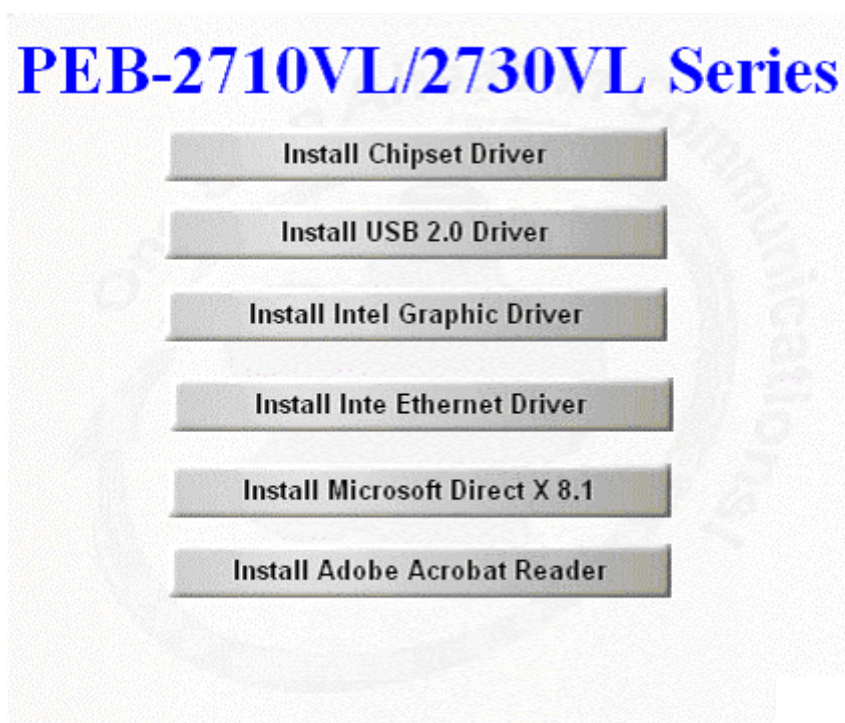 PEB-2710VL/2730VL Series
Install Chipset Driver
Install USB 2.0 Driver
Install Intel Graphic Driver
Install Inte Ethernet Driver
Install Microsoft Direct X 8.1
Install Adobe Acrobat Reader